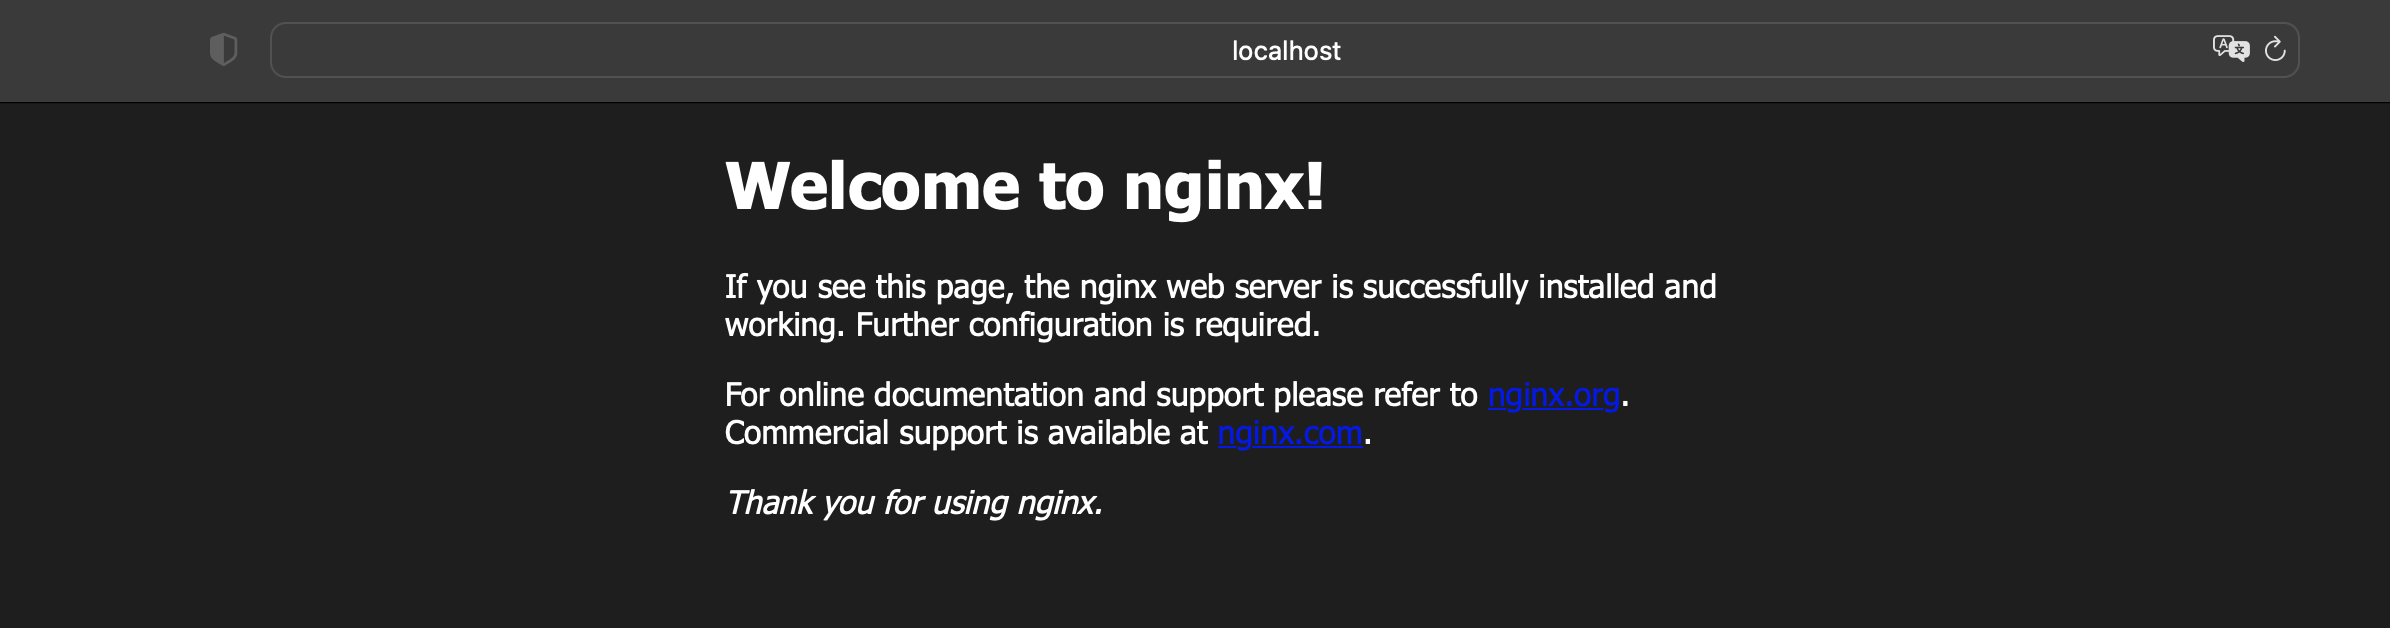 localhost
Welcome to nginx!
If you see this page, the nginx web server is successfully installed and
working. Further configuration is required.
For online documentation and support please refer to nginx.org.
Commercial support is available at nginx.com.
Thank you for using nginx.